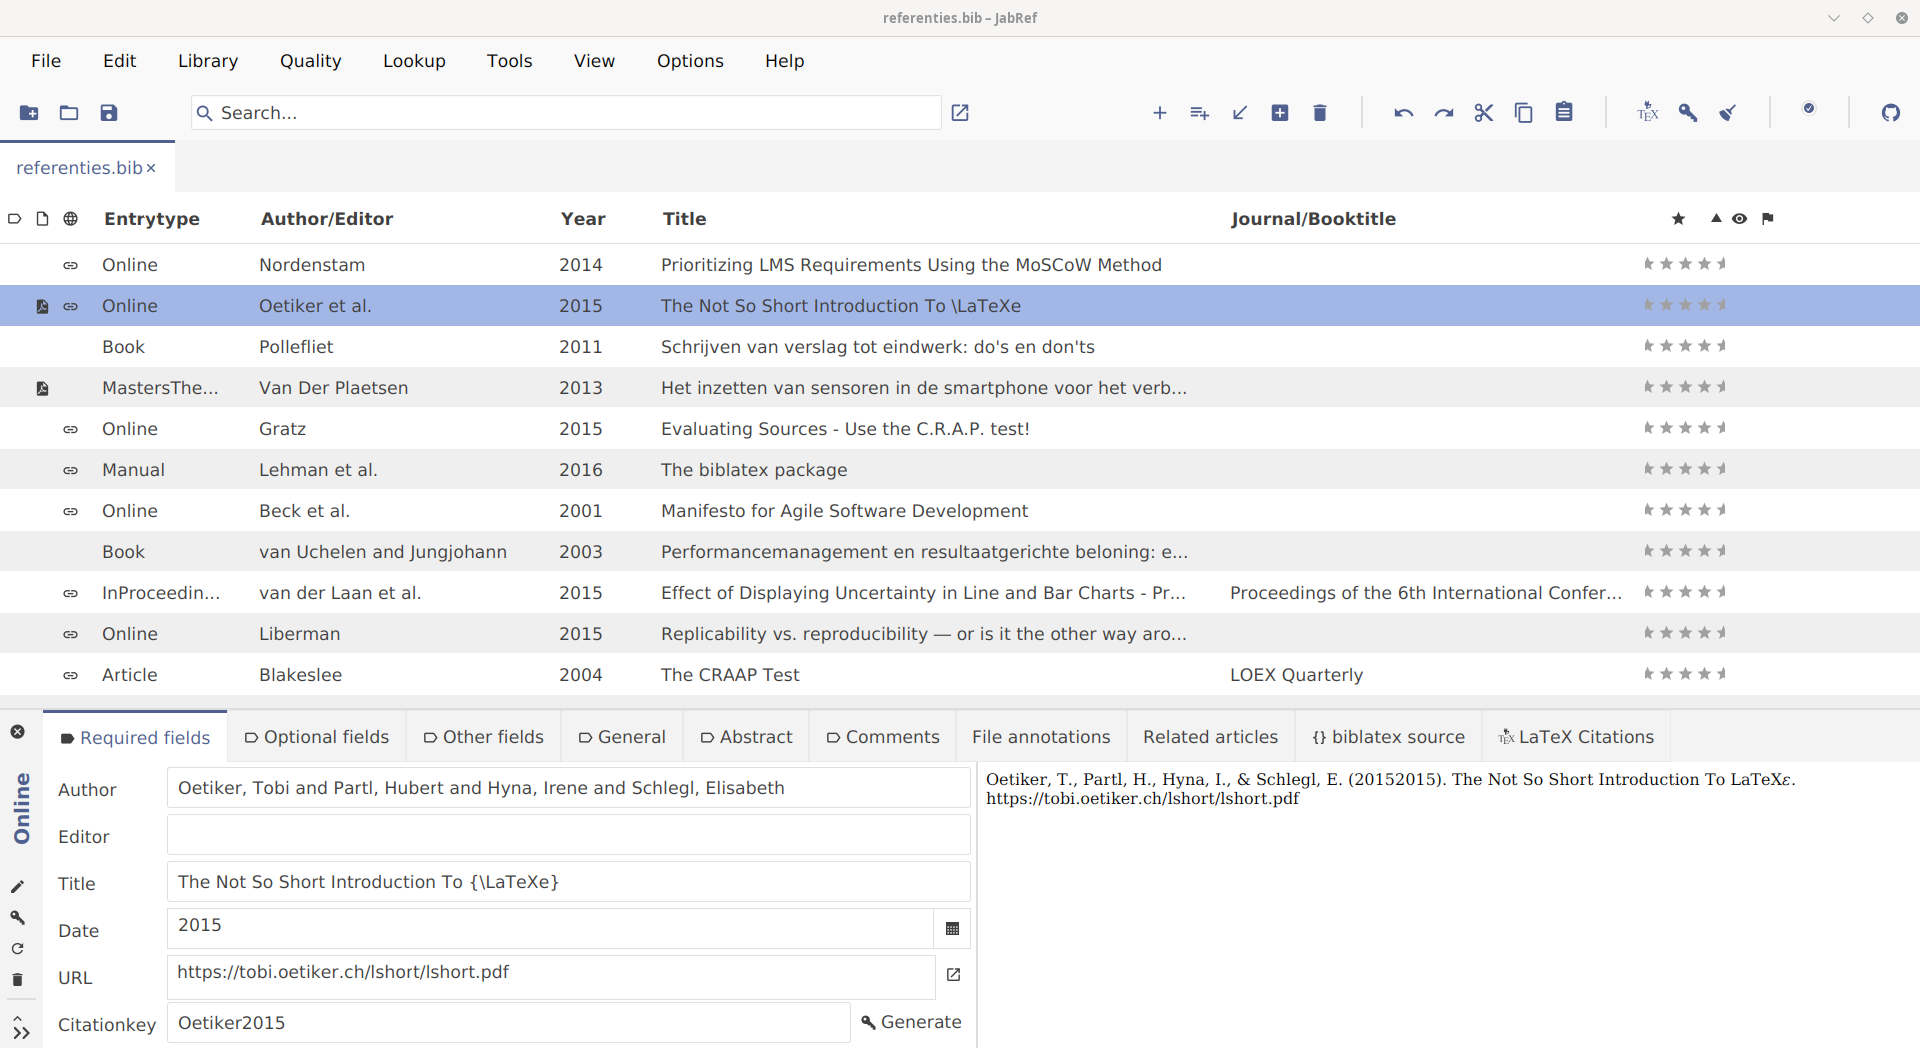 referenties.bib – JabRef
File Edit Library Quality Lookup Tools View Options Help
Search...
TEX
referenties.bib
Entrytype Author/Editor Year Title Journal/Booktitle
Online Nordenstam 2014 Prioritizing LMS Requirements Using the MoSCoW Method
Online Oetiker et al. 2015 The Not So Short Introduction To \LaTeXe
Book Pollefliet 2011 Schrijven van verslag tot eindwerk: do's en don'ts
MastersThe... Van Der Plaetsen 2013 Het inzetten van sensoren in de smartphone voor het verb...
Online Gratz 2015 Evaluating Sources - Use the C.R.A.P. test!
Manual Lehman et al. 2016 The biblatex package
Online Beck et al. 2001 Manifesto for Agile Software Development
Book van Uchelen and Jungjohann 2003 Performancemanagement en resultaatgerichte beloning: e...
InProceedin... van der Laan et al. 2015 Effect of Displaying Uncertainty in Line and Bar Charts - Pr... Proceedings of the 6th International Confer...
Online Liberman 2015 Replicability vs. reproducibility — or is it the other way aro...
Article Blakeslee 2004 The CRAAP Test LOEX Quarterly
Required fields Optional fields Other fields General Abstract Comments File annotations Related articles {} biblatex source TEX LaTeX Citations
Online
Author Oetiker, Tobi and Partl, Hubert and Hyna, Irene and Schlegl, Elisabeth
Editor
Title The Not So Short Introduction To {\LaTeXe}
Date 2015
URL https://tobi.oetiker.ch/lshort/lshort.pdf
Citationkey Oetiker2015 Generate
Oetiker, T., Partl, H., Hyna, I., & Schlegl, E. (20152015). The Not So Short Introduction To LaTeXε.
https://tobi.oetiker.ch/lshort/lshort.pdf